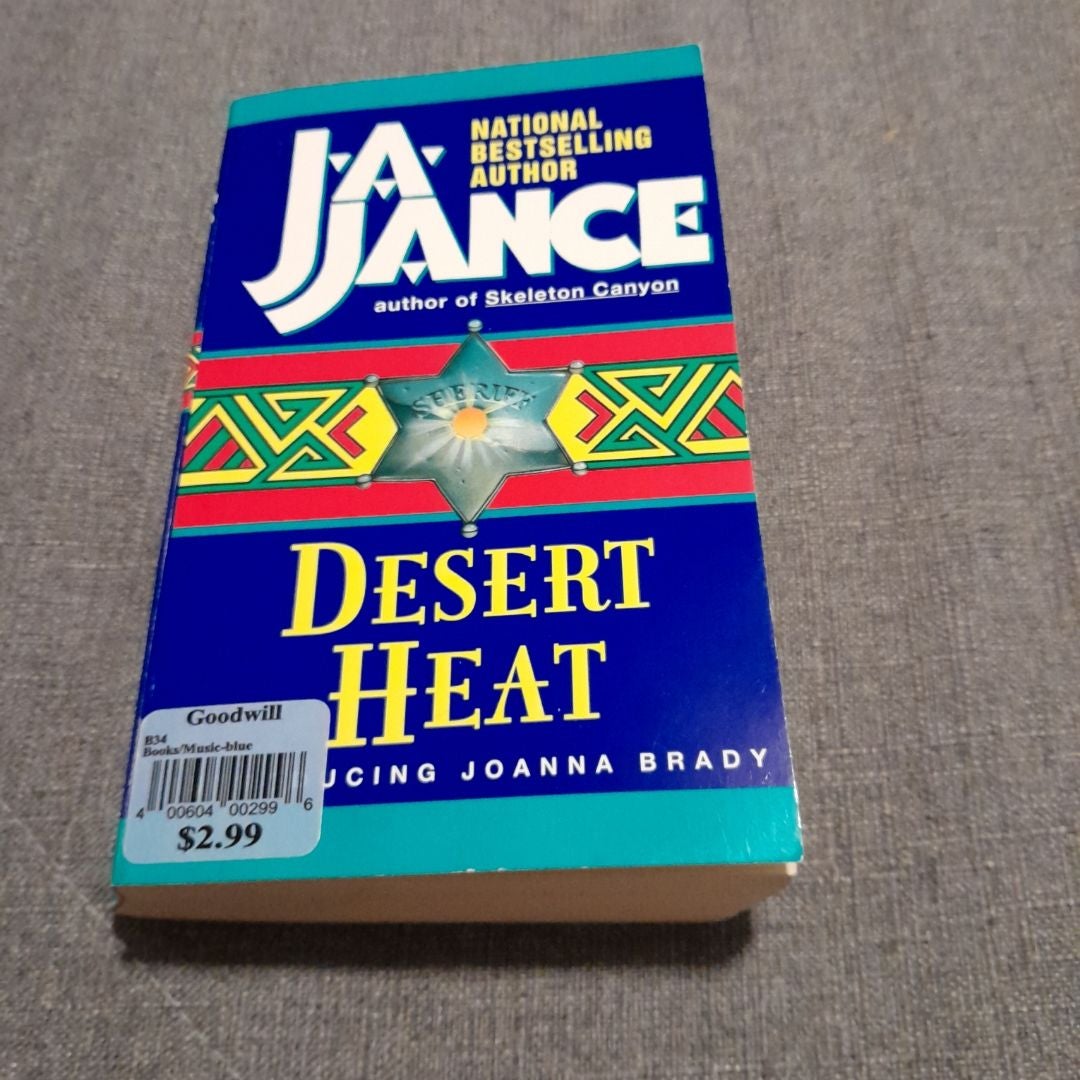 J.A.
NATIONAL
BESTSELLING
AUTHOR
JANCE
author of Skeleton Canyon
SHERIFF
DESERT
HEAT
UCING JOANNA BRADY
Goodwill
B34
Books/Music-blue
4 00604 00299 6
$2.99